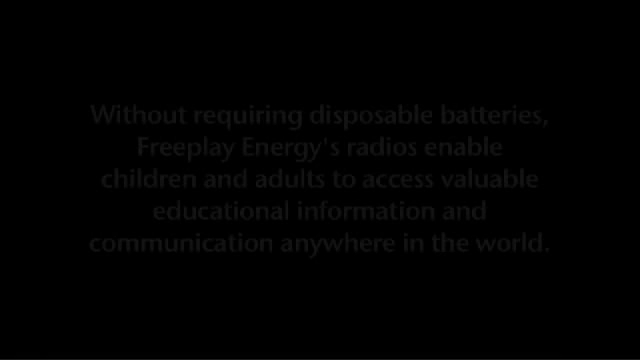 Without requiring disposable batteries,
Freeplay Energy's radios enable
children and adults to access valuable
educational information and
communication anywhere in the world.